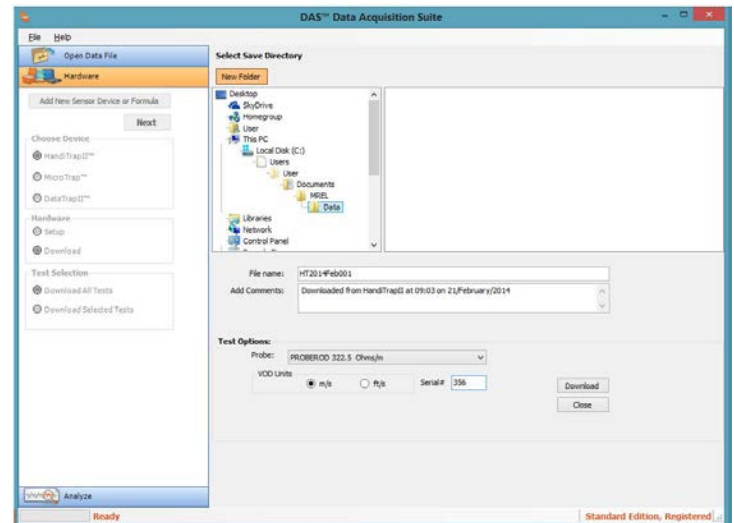 DAS™ Data Acquisition Suite
File Help
Open Data File
Hardware
Add New Sensor Device or Formula
Next
Choose Device
HandiTrapII™
MicroTrap™
DataTrapII™
Hardware
Setup
Download
Test Selection
Download All Tests
Download Selected Tests
Analyze
Select Save Directory
New Folder
Desktop
SkyDrive
Homegroup
User
This PC
Local Disk (C:)
Users
User
Documents
MREL
Data
Libraries
Network
Control Panel
File name: HT2014Feb001
Add Comments: Downloaded from HandiTrapII at 09:03 on 21/February/2014
Test Options:
Probe: PROBEROD 322.5 Ohms/m
VOD Units
m/s ft/s Serial# 356
Download
Close
Ready Standard Edition, Registered